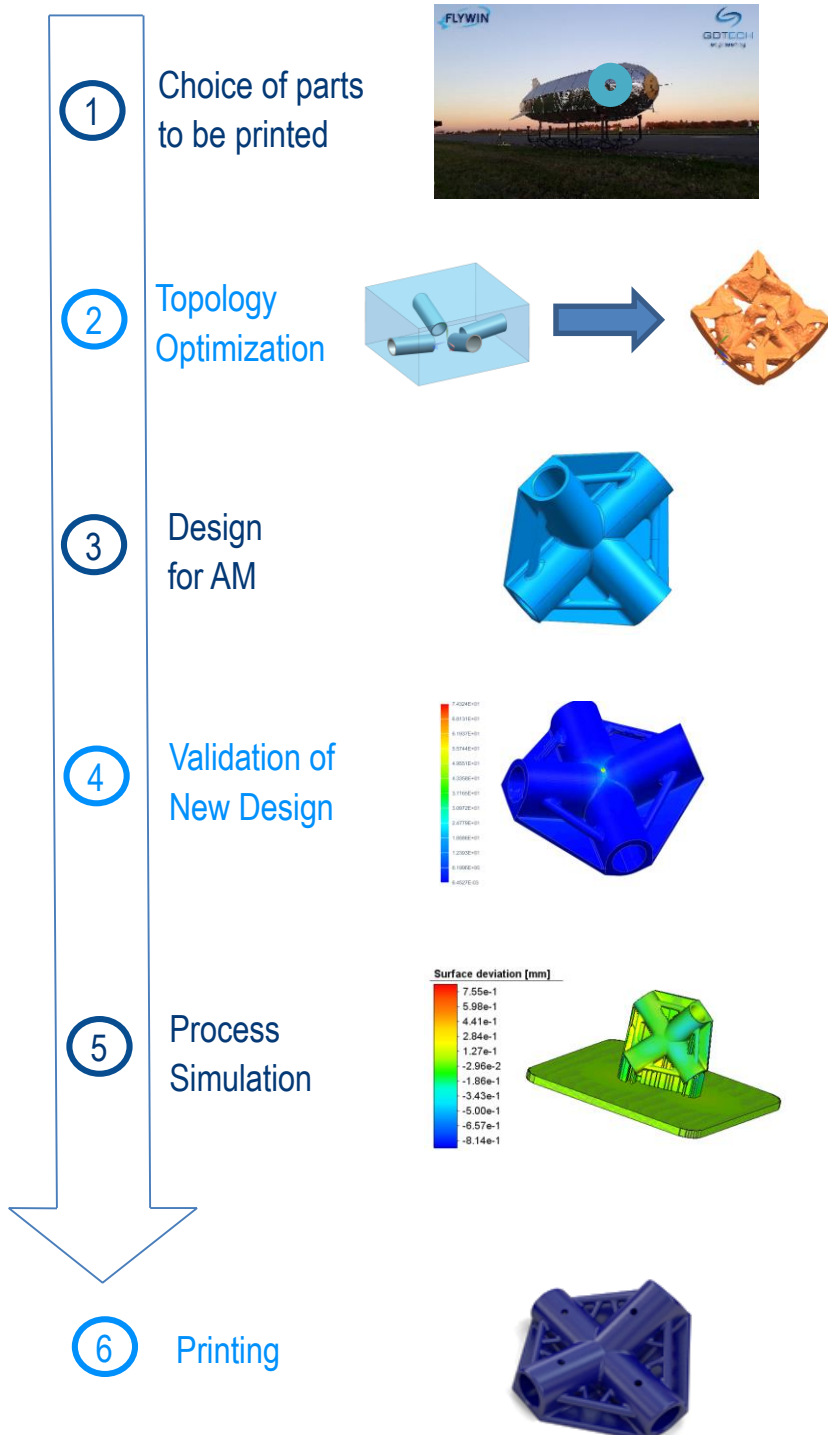 FLYWIN
GDTECH
engineering
1
Choice of parts
to be printed
2
Topology
Optimization
3
Design
for AM
4
Validation of
New Design
5
Process
Simulation
Surface deviation [mm]
7.55e-1
5.98e-1
4.41e-1
2.84e-1
1.27e-1
-2.96e-2
-1.86e-1
-3.43e-1
-5.00e-1
-6.57e-1
-8.14e-1
6
Printing